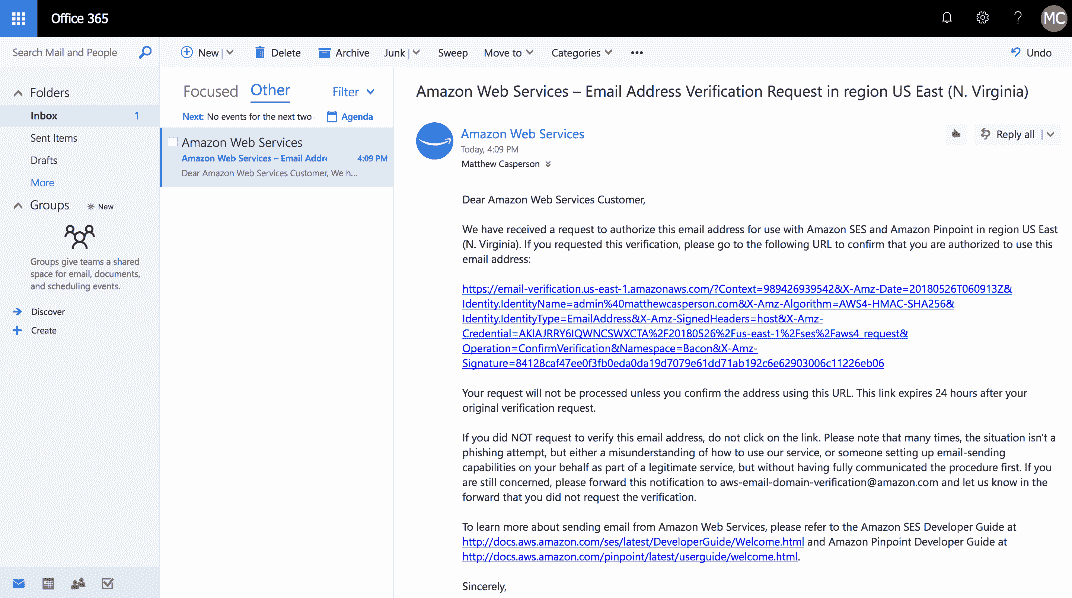 Office 365
?
MC
Search Mail and People
New
Delete
Archive
Junk
Sweep
Move to
Categories
Undo
Folders
Inbox 1
Sent Items
Drafts
More
Groups
New
Groups give teams a shared
space for email, documents,
and scheduling events.
Discover
Create
Focused
Other
Filter
Next: No events for the next two
Agenda
Amazon Web Services
Amazon Web Services – Email Addre
4:09 PM
Dear Amazon Web Services Customer, We h...
Amazon Web Services – Email Address Verification Request in region US East (N. Virginia)
Amazon Web Services
Today, 4:09 PM
Matthew Casperson
Reply all
Dear Amazon Web Services Customer,
We have received a request to authorize this email address for use with Amazon SES and Amazon Pinpoint in region US East
(N. Virginia). If you requested this verification, please go to the following URL to confirm that you are authorized to use this
email address:
https://email-verification.us-east-1.amazonaws.com/?Context=989426939542&X-Amz-Date=20180526T060913Z&
Identity.IdentityName=admin%40matthewcasperson.com&X-Amz-Algorithm=AWS4-HMAC-SHA256&
Identity.IdentityType=EmailAddress&X-Amz-SignedHeaders=host&X-Amz-
Credential=AKIAJRRY6IQWNCSWXCTA%2F20180526%2Fus-east-1%2Fses%2Faws4_request&
Operation=ConfirmVerification&Namespace=Bacon&X-Amz-
Signature=84128caf47ee0f3fb0eda0da19d7079e61dd71ab192c6e62903006c11226eb06
Your request will not be processed unless you confirm the address using this URL. This link expires 24 hours after your
original verification request.
If you did NOT request to verify this email address, do not click on the link. Please note that many times, the situation isn't a
phishing attempt, but either a misunderstanding of how to use our service, or someone setting up email-sending
capabilities on your behalf as part of a legitimate service, but without having fully communicated the procedure first. If you
are still concerned, please forward this notification to aws-email-domain-verification@amazon.com and let us know in the
forward that you did not request the verification.
To learn more about sending email from Amazon Web Services, please refer to the Amazon SES Developer Guide at
http://docs.aws.amazon.com/ses/latest/DeveloperGuide/Welcome.html and Amazon Pinpoint Developer Guide at
http://docs.aws.amazon.com/pinpoint/latest/userguide/welcome.html.
Sincerely,